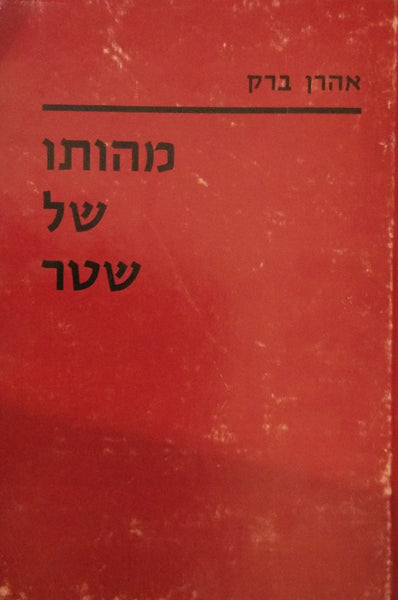 אהרן ברק
מהותו
של
שטר